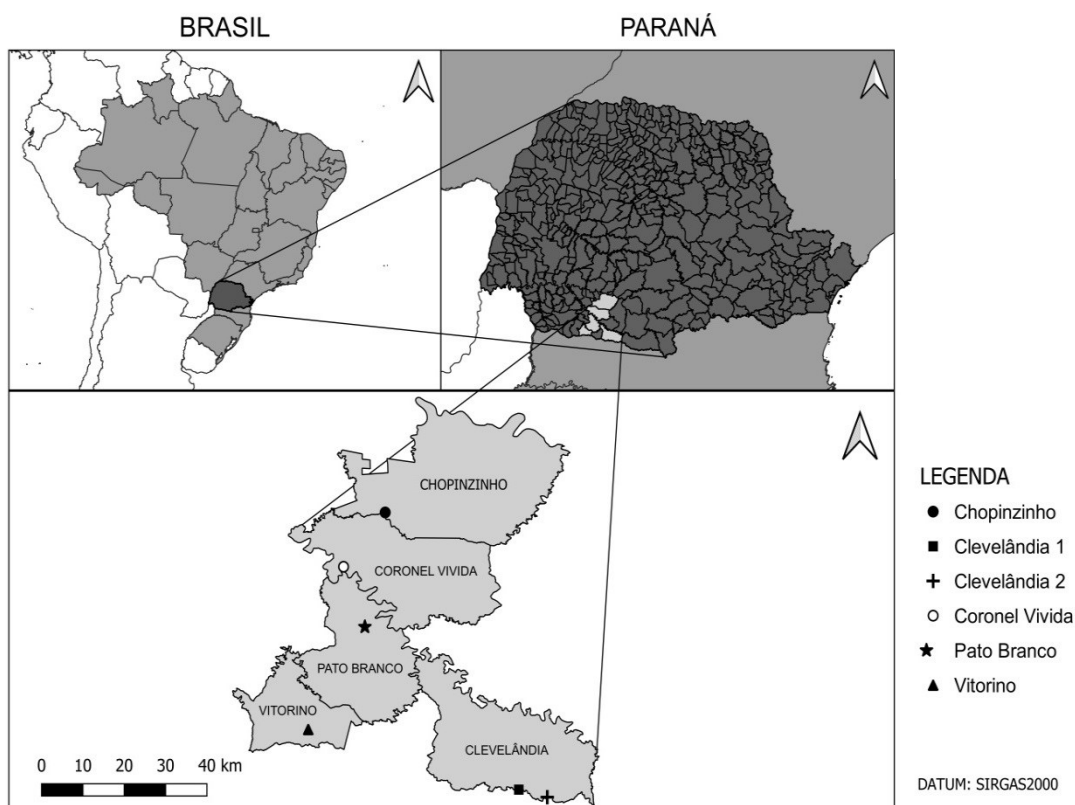 BRASIL
PARANÁ
CHOPINZINHO
CORONEL VIVIDA
PATO BRANCO
VITORINO
CLEVELÂNDIA
0 10 20 30 40 km
LEGENDA
Chopinzinho
Clevelândia 1
Clevelândia 2
Coronel Vivida
Pato Branco
Vitorino
DATUM: SIRGAS2000